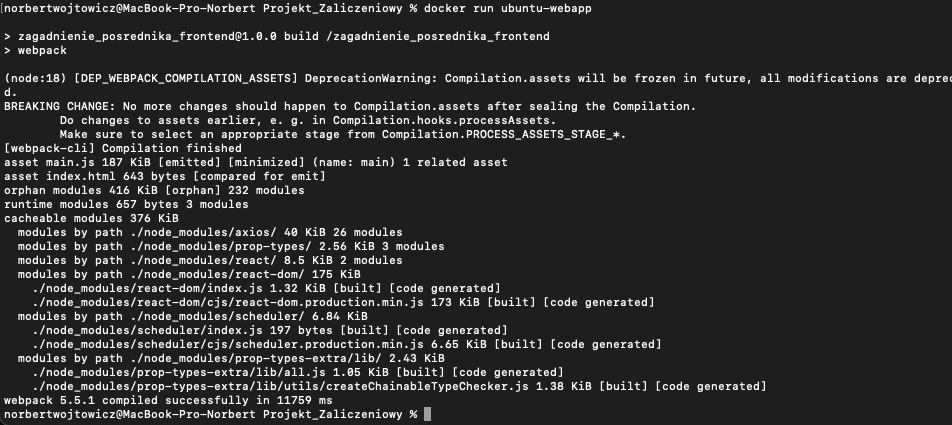 [norbertwojtowicz@MacBook-Pro-Norbert Projekt_Zaliczeniowy % docker run ubuntu-webapp
> zagadnienie_posrednika_frontend@1.0.0 build /zagadnienie_posrednika_frontend
> webpack
(node:18) [DEP_WEBPACK_COMPILATION_ASSETS] DeprecationWarning: Compilation.assets will be frozen in future, all modifications are deprec
d.
BREAKING CHANGE: No more changes should happen to Compilation.assets after sealing the Compilation.
Do changes to assets earlier, e. g. in Compilation.hooks.processAssets.
Make sure to select an appropriate stage from Compilation.PROCESS_ASSETS_STAGE_*.
[webpack-cli] Compilation finished
asset main.js 187 KiB [emitted] [minimized] (name: main) 1 related asset
asset index.html 643 bytes [compared for emit]
orphan modules 416 KiB [orphan] 232 modules
runtime modules 657 bytes 3 modules
cacheable modules 376 KiB
modules by path ./node_modules/axios/ 40 KiB 26 modules
modules by path ./node_modules/prop-types/ 2.56 KiB 3 modules
modules by path ./node_modules/react/ 8.5 KiB 2 modules
modules by path ./node_modules/react-dom/ 175 KiB
./node_modules/react-dom/index.js 1.32 KiB [built] [code generated]
./node_modules/react-dom/cjs/react-dom.production.min.js 173 KiB [built] [code generated]
modules by path ./node_modules/scheduler/ 6.84 KiB
./node_modules/scheduler/index.js 197 bytes [built] [code generated]
./node_modules/scheduler/cjs/scheduler.production.min.js 6.65 KiB [built] [code generated]
modules by path ./node_modules/prop-types-extra/lib/ 2.43 KiB
./node_modules/prop-types-extra/lib/all.js 1.05 KiB [built] [code generated]
./node_modules/prop-types-extra/lib/utils/createChainableTypeChecker.js 1.38 KiB [built] [code generated]
webpack 5.5.1 compiled successfully in 11759 ms
norbertwojtowicz@MacBook-Pro-Norbert Projekt_Zaliczeniowy %